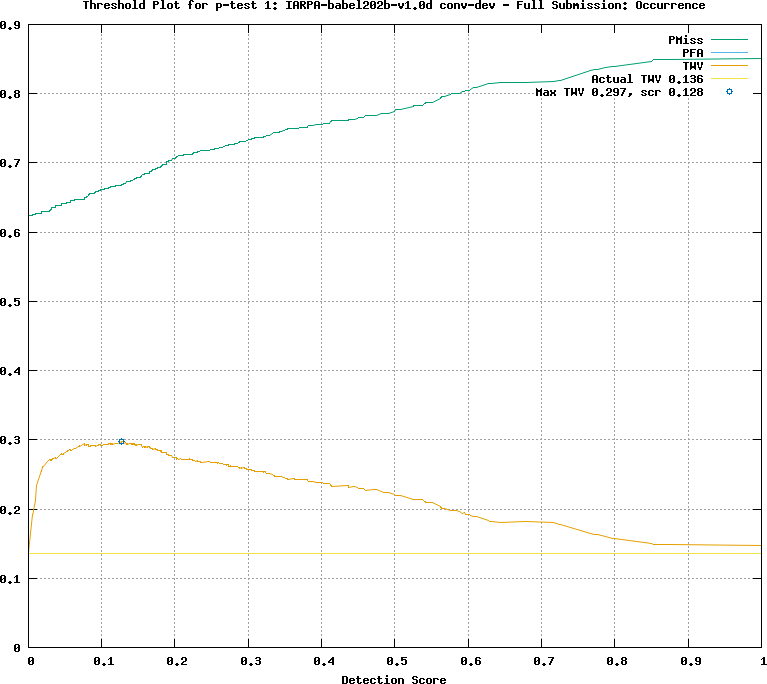 Threshold Plot for p-test 1: IARPA-babel202b-v1.0d conv-dev - Full Submission: Occurrence
0.9
PMiss
PFA
TWV
Actual TWV 0.136
Max TWV 0.297, scr 0.128
0.8
0.7
0.6
0.5
0.4
0.3
0.2
0.1
0
0 0.1 0.2 0.3 0.4 0.5 0.6 0.7 0.8 0.9 1
Detection Score